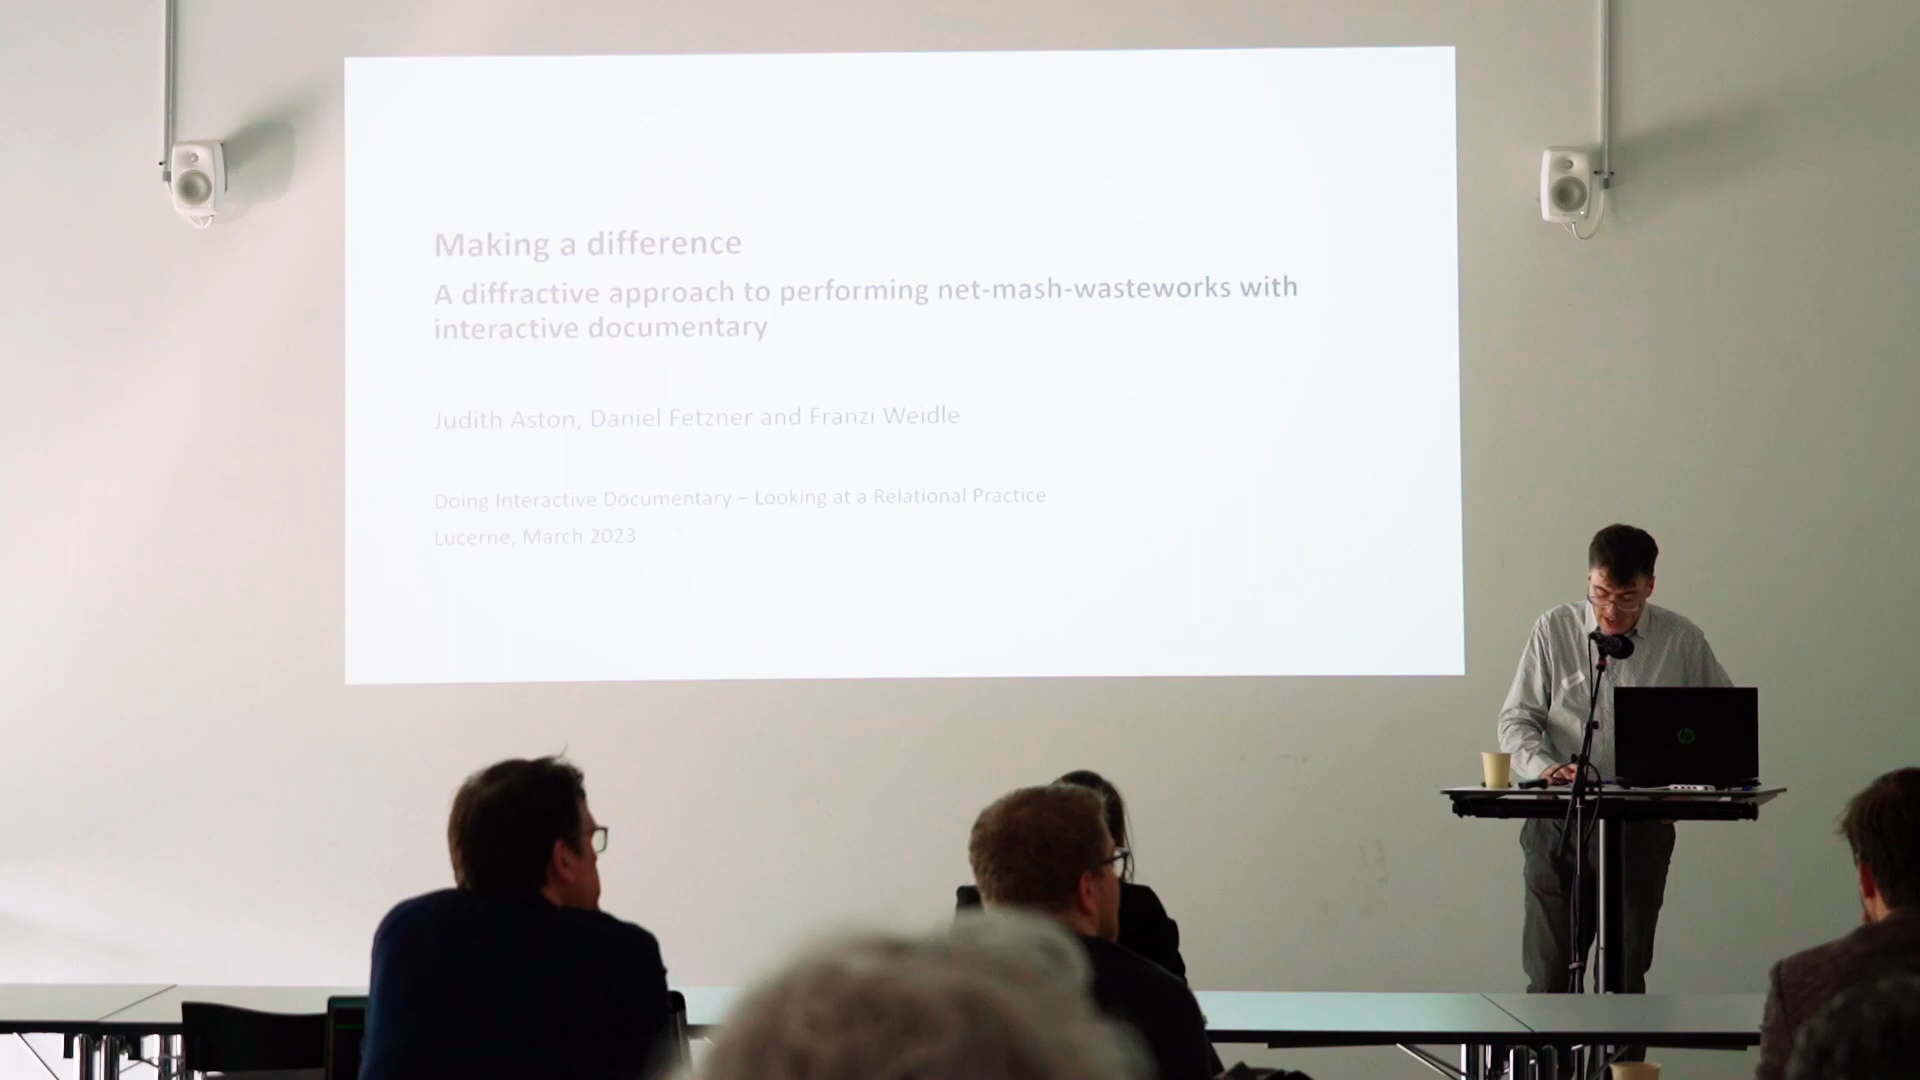 Making a difference
A diffractive approach to performing net-mash-wasteworks with
interactive documentary
Judith Aston, Daniel Fetzner and Franzi Weidle
Doing Interactive Documentary – Looking at a Relational Practice
Lucerne, March 2023
hp